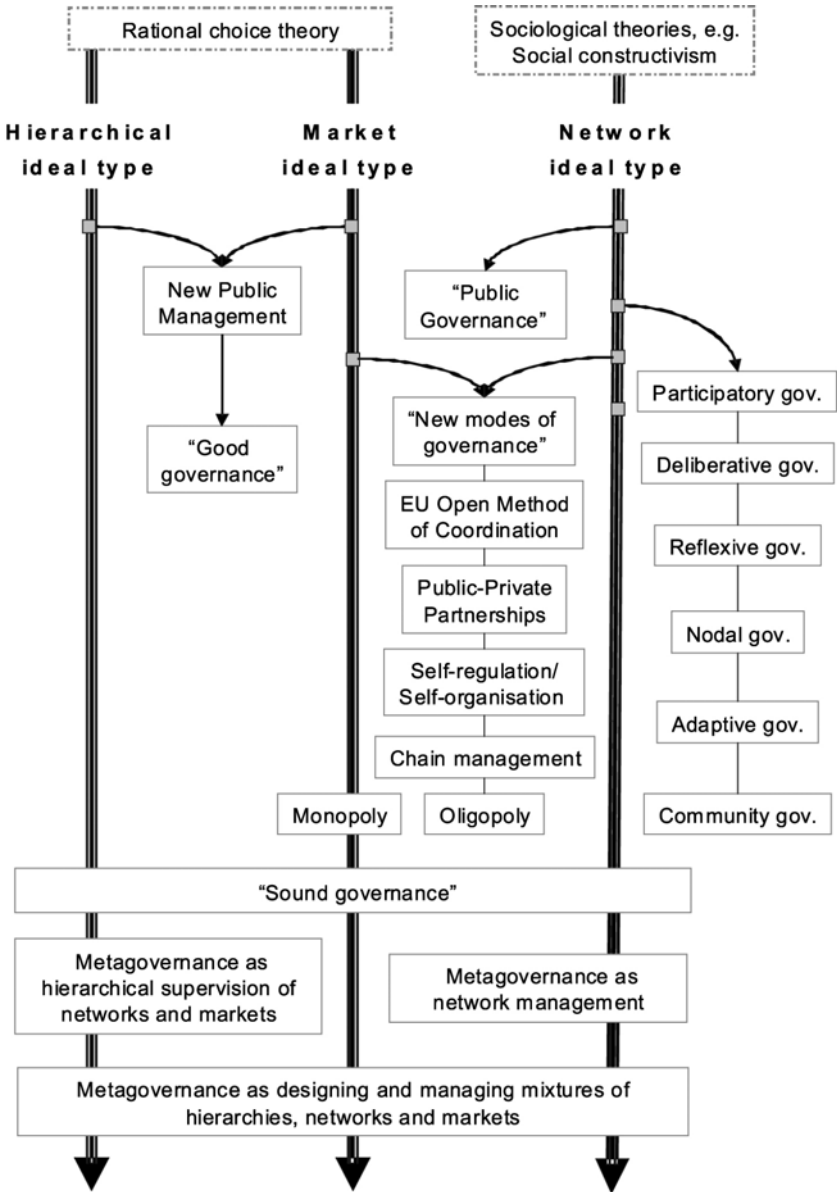 Rational choice theory
Sociological theories, e.g.
Social constructivism
Hierarchical
ideal type
Market
ideal type
Network
ideal type
New Public
Management
“Public
Governance”
Participatory gov.
“Good
governance”
“New modes of
governance”
Deliberative gov.
EU Open Method
of Coordination
Reflexive gov.
Public-Private
Partnerships
Nodal gov.
Self-regulation/
Self-organisation
Adaptive gov.
Chain management
Monopoly
Oligopoly
Community gov.
“Sound governance”
Metagovernance as
hierarchical supervision of
networks and markets
Metagovernance as
network management
Metagovernance as designing and managing mixtures of
hierarchies, networks and markets